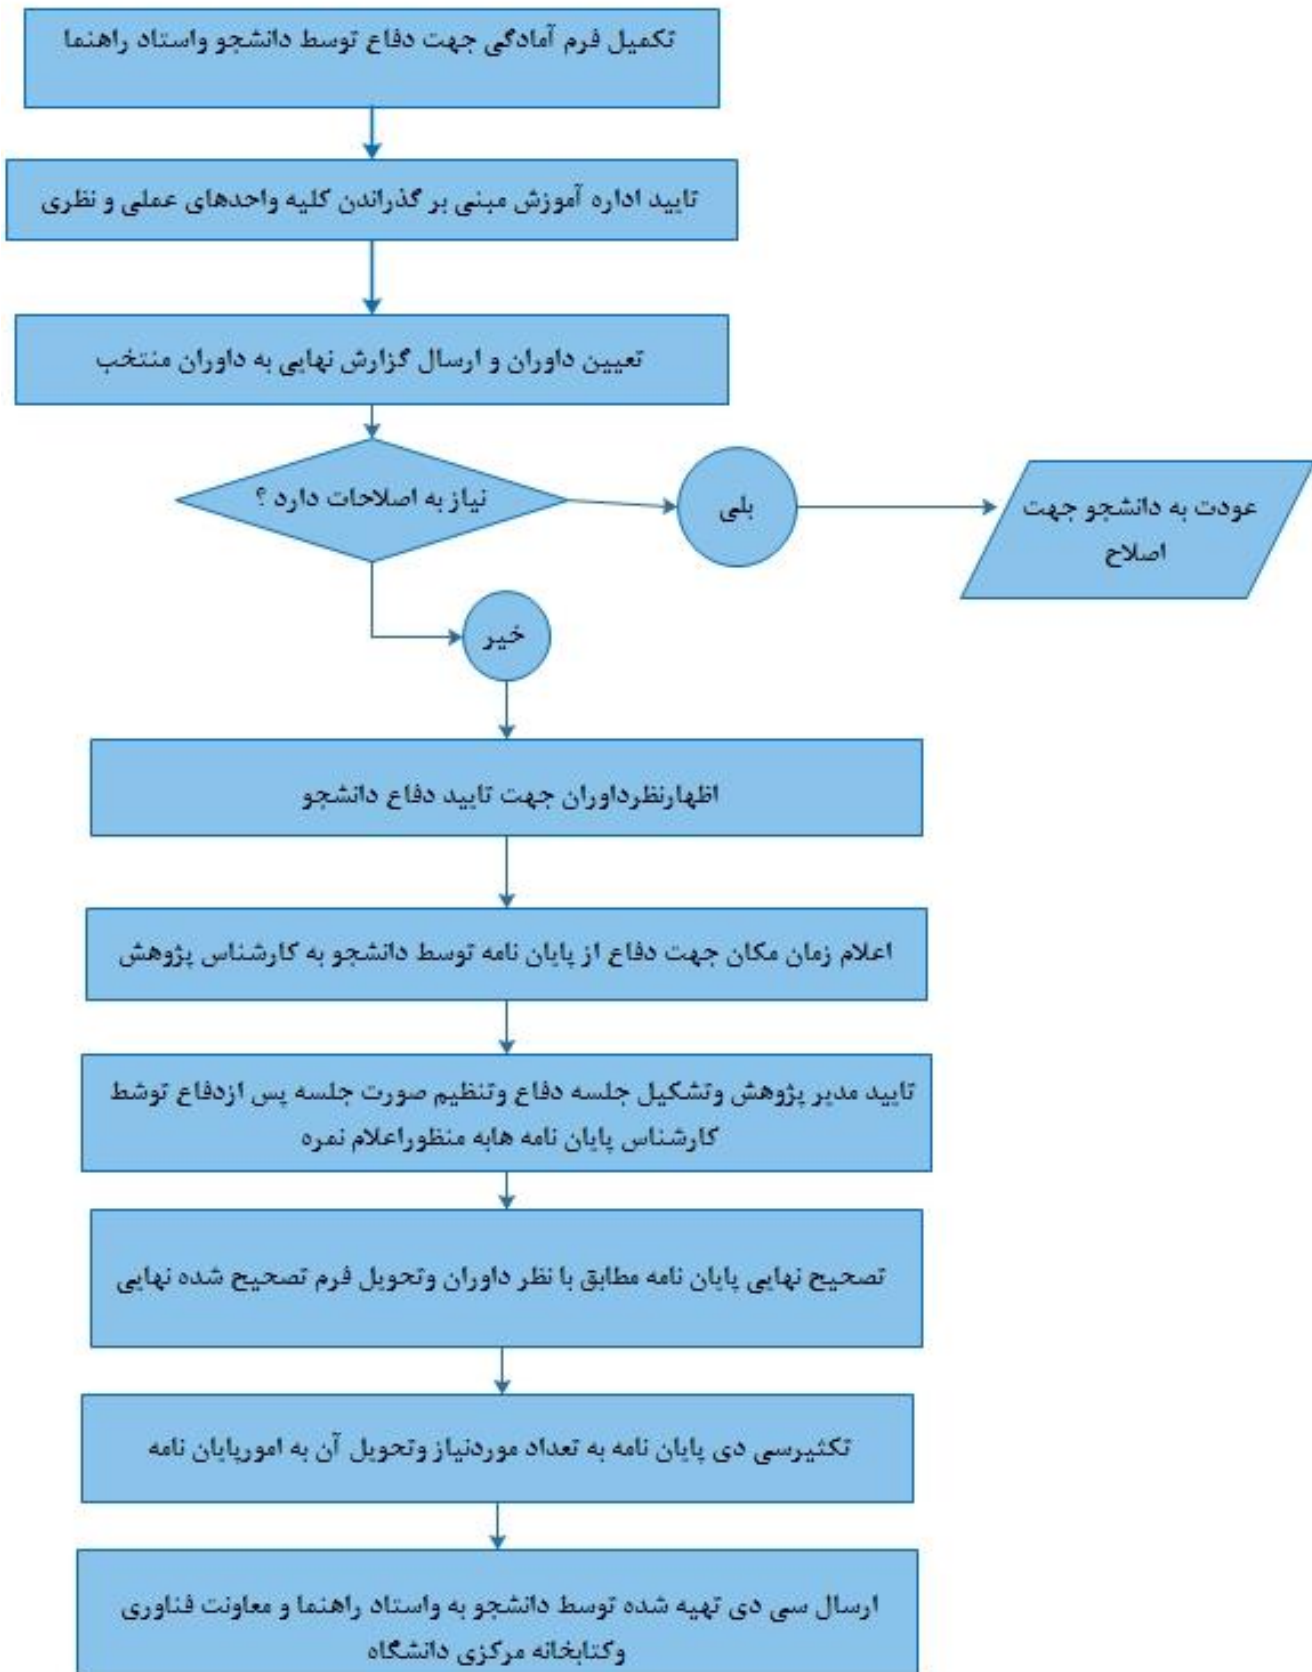 تکمیل فرم آمادگی جهت دفاع توسط دانشجو واستاد راهنما
تایید اداره آموزش مبنی بر گذراندن کلیه واحدهای عملی و نظری
تعیین داوران و ارسال گزارش نهایی به داوران منتخب
نیاز به اصلاحات دارد ؟
بلی
عودت به دانشجو جهت
اصلاح
خیر
اظهارنظرداوران جهت تایید دفاع دانشجو
اعلام زمان مکان جهت دفاع از پایان نامه توسط دانشجو به کارشناس پژوهش
تایید مدیر پژوهش وتشکیل جلسه دفاع وتنظیم صورت جلسه پس ازدفاع توشط
کارشناس پایان نامه هابه منظوراعلام نمره
تصحیح نهایی پایان نامه مطابق با نظر داوران وتحویل فرم تصحیح شده نهایی
تکثیرسی دی پایان نامه به تعداد موردنیاز وتحویل آن به امورپایان نامه
ارسال سی دی تهیه شده توسط دانشجو به واستاد راهنما و معاونت فناوری
وکتابخانه مرکزی دانشگاه